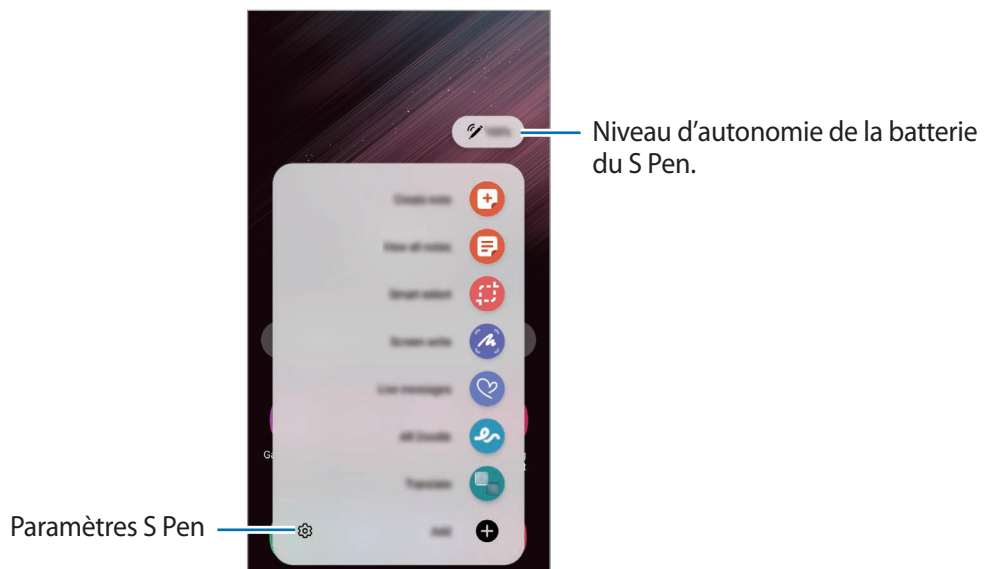 Niveau d’autonomie de la batterie
du S Pen.
Create note
View all notes
Smart select
Screen write
Live messages
AR Doodle
Translate
Paramètres S Pen
Add